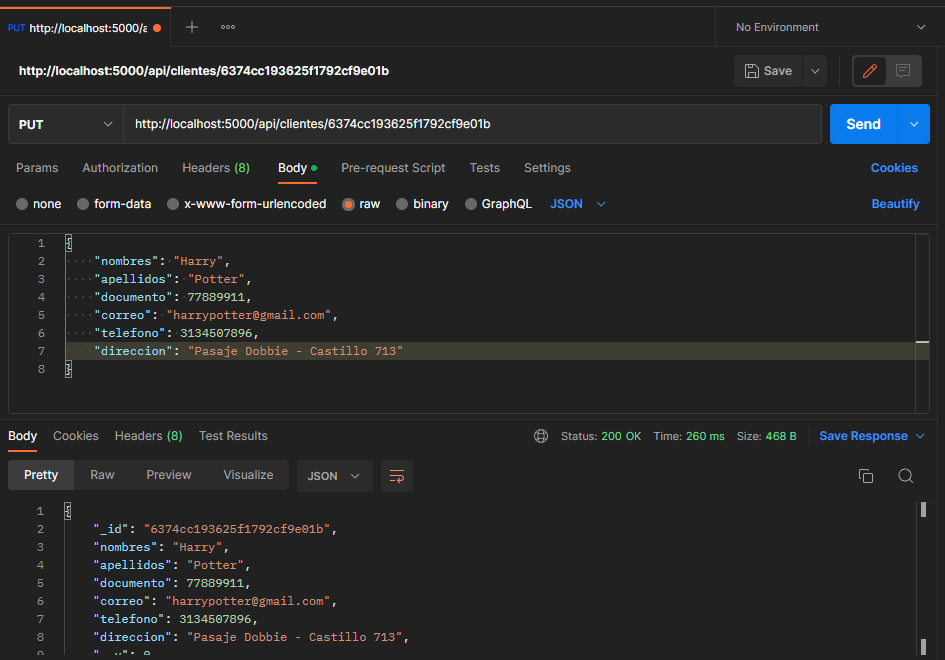 PUT http://localhost:5000/a
No Environment
http://localhost:5000/api/clientes/6374cc193625f1792cf9e01b
Save
PUT http://localhost:5000/api/clientes/6374cc193625f1792cf9e01b Send
Params Authorization Headers (8) Body Pre-request Script Tests Settings Cookies
none form-data x-www-form-urlencoded raw binary GraphQL JSON Beautify
1 {
2 "nombres": "Harry",
3 "apellidos": "Potter",
4 "documento": 77889911,
5 "correo": "harrypotter@gmail.com",
6 "telefono": 3134507896,
7 "direccion": "Pasaje Dobbie - Castillo 713"
8 }
Body Cookies Headers (8) Test Results Status: 200 OK Time: 260 ms Size: 468 B Save Response
Pretty Raw Preview Visualize JSON
1 {
2 "_id": "6374cc193625f1792cf9e01b",
3 "nombres": "Harry",
4 "apellidos": "Potter",
5 "documento": 77889911,
6 "correo": "harrypotter@gmail.com",
7 "telefono": 3134507896,
8 "direccion": "Pasaje Dobbie - Castillo 713",
9 "__v": 0